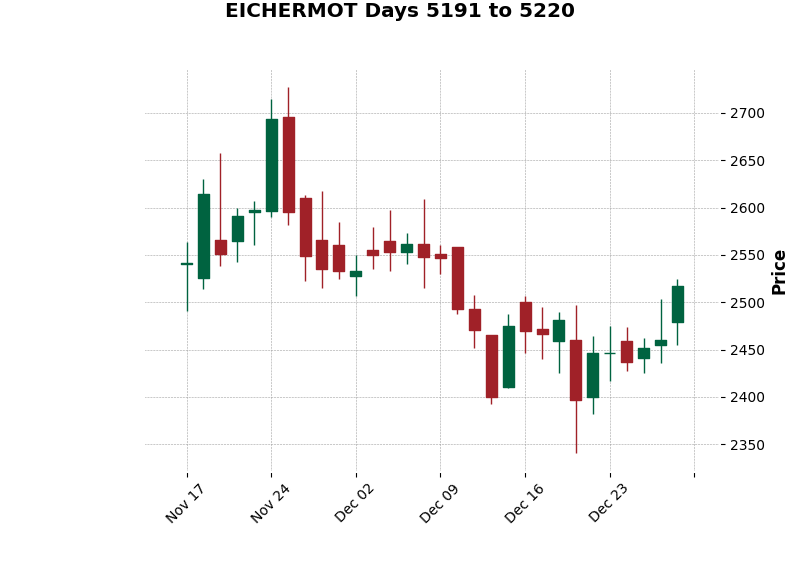 EICHERMOT Days 5191 to 5220
2700
2650
2600
2550
2500
2450
2400
2350
Price
Nov 17
Nov 24
Dec 02
Dec 09
Dec 16
Dec 23